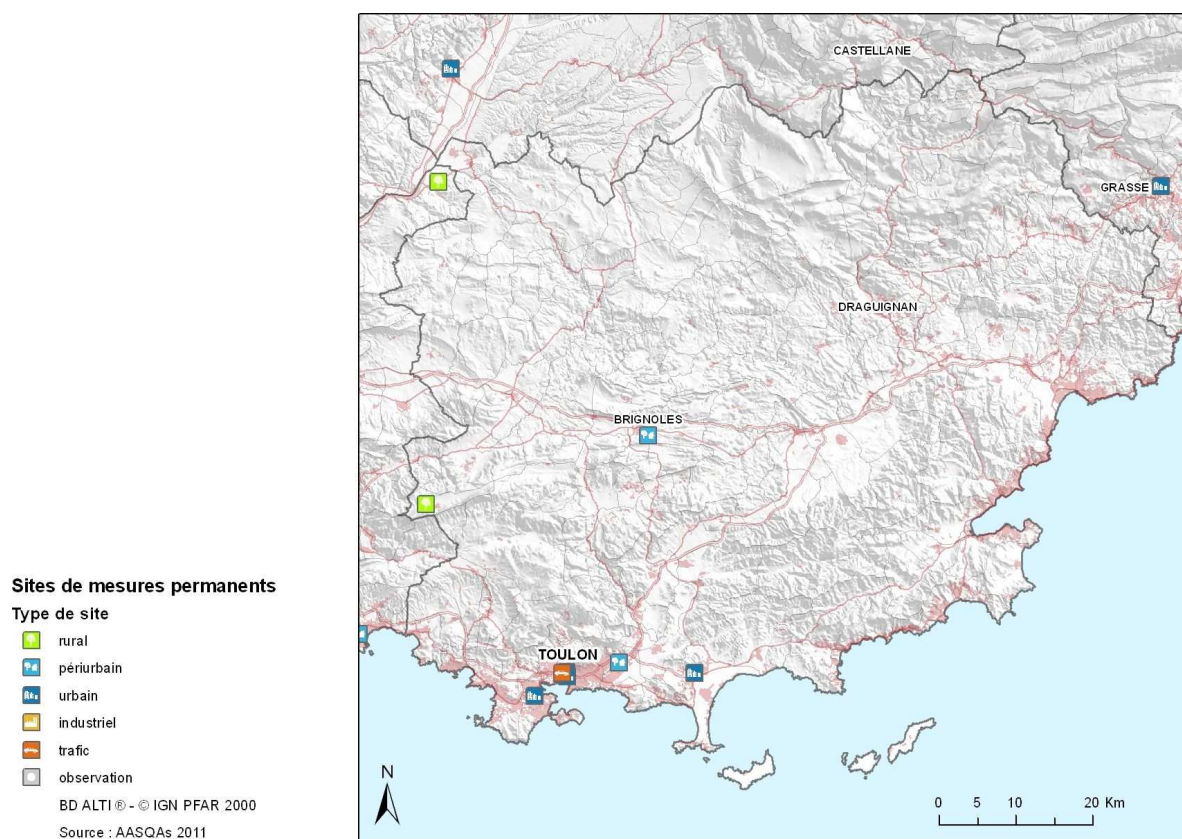 CASTELLANE
GRASSE
DRAGUIGNAN
BRIGNOLES
TOULON
Sites de mesures permanents
Type de site
rural
périurbain
urbain
industriel
trafic
observation
BD ALTI ® - © IGN PFAR 2000
Source : AASQAs 2011
N
0 5 10 20 Km